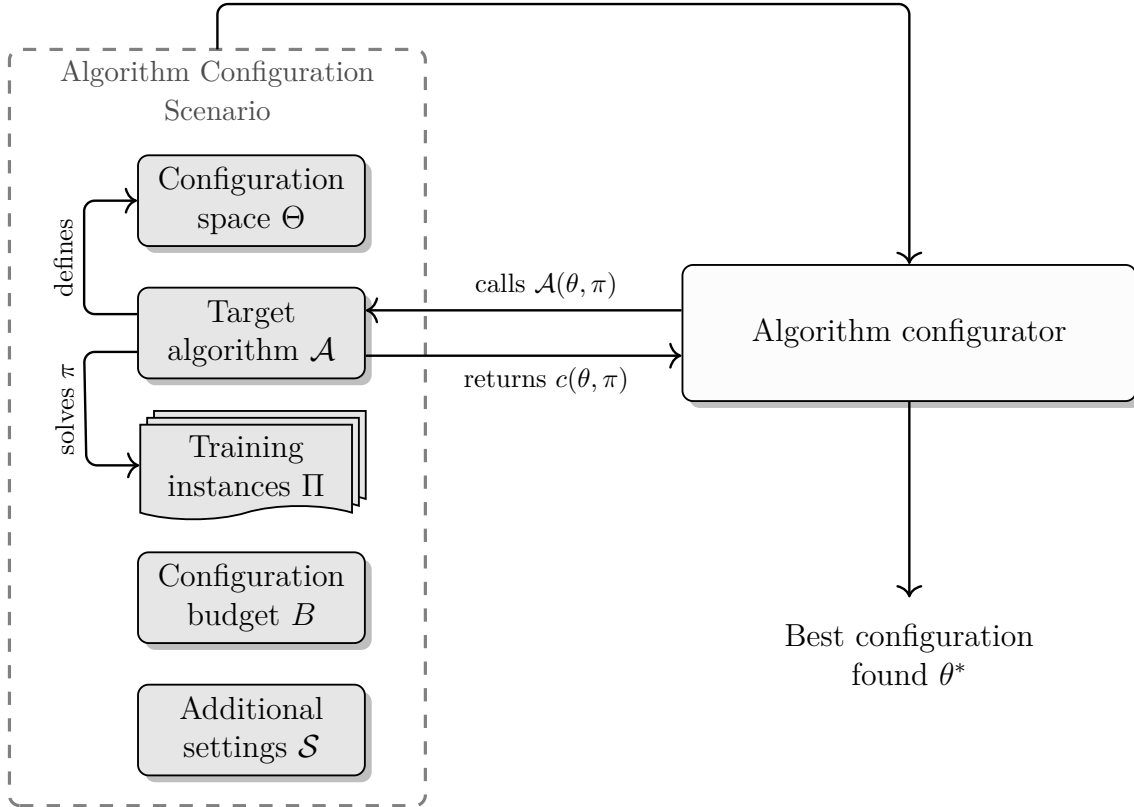 Algorithm Configuration
Scenario
Configuration
space Θ
defines
Target
algorithm 𝒜
solves π
Training
instances Π
Configuration
budget B
Additional
settings 𝒮
calls 𝒜(θ, π)
returns c(θ, π)
Algorithm configurator
Best configuration
found θ*